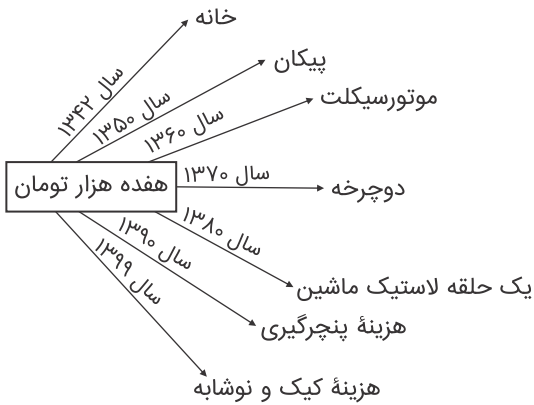 خانه
سال ۱۳۴۲
پیکان
سال ۱۳۵۰
موتورسیکلت
سال ۱۳۶۰
هفده هزار تومان
سال ۱۳۷۰
دوچرخه
سال ۱۳۸۰
یک حلقه لاستیک ماشین
سال ۱۳۹۰
هزینهٔ پنچرگیری
سال ۱۳۹۹
هزینهٔ کیک و نوشابه